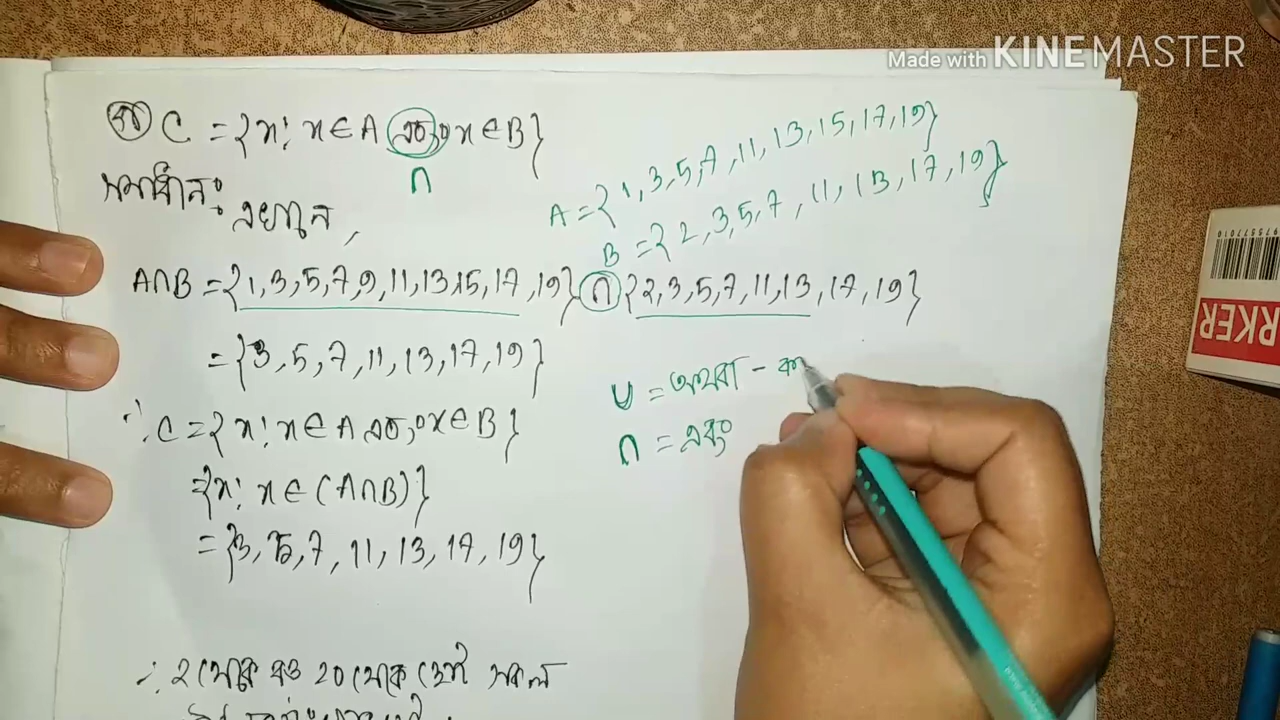 Made with KINEMASTER
(গ) C = {x: x∈A এবং x∈B}
∩
A = {1, 3, 5, 7, 11, 13, 15, 17, 19}
B = {2, 3, 5, 7, 11, 13, 17, 19}
সমাধান:
এখানে,
A∩B = {1,3,5,7,9,11,13,15,17,19} ∩ {2,3,5,7,11,13,17,19}
= {3,5,7,11,13,17,19}
∪ = অথবা -
∩ = এবং
∴ C = {x: x∈A এবং x∈B}
= {x: x∈(A∩B)}
= {3,5,7,11,13,17,19}
∴ 2 থেকে বড় 20 থেকে ছোট সকল
RKER